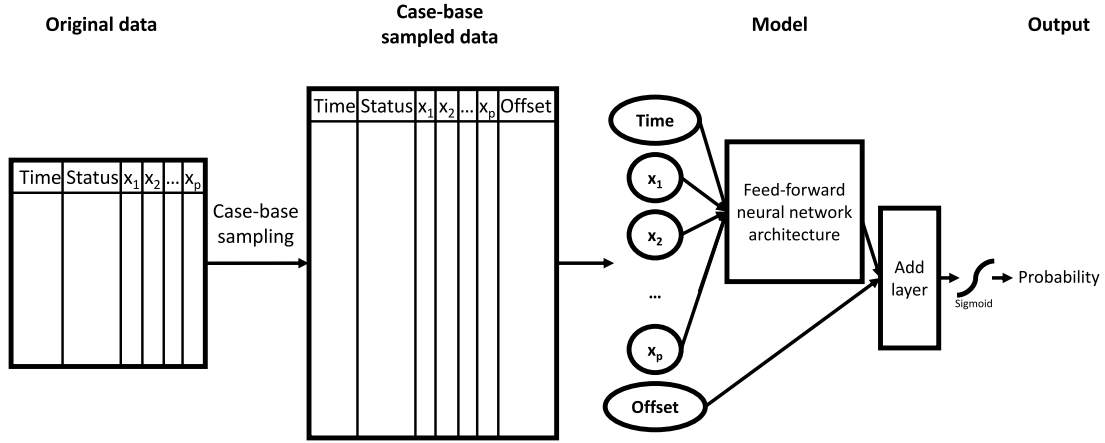 Original data
Case-base
sampled data
Model
Output
Time Status x₁ x₂ ... xₚ
Case-base
sampling
Time Status x₁ x₂ ... xₚ Offset
Time
x₁
x₂
...
xₚ
Offset
Feed-forward
neural network
architecture
Add
layer
Sigmoid
Probability